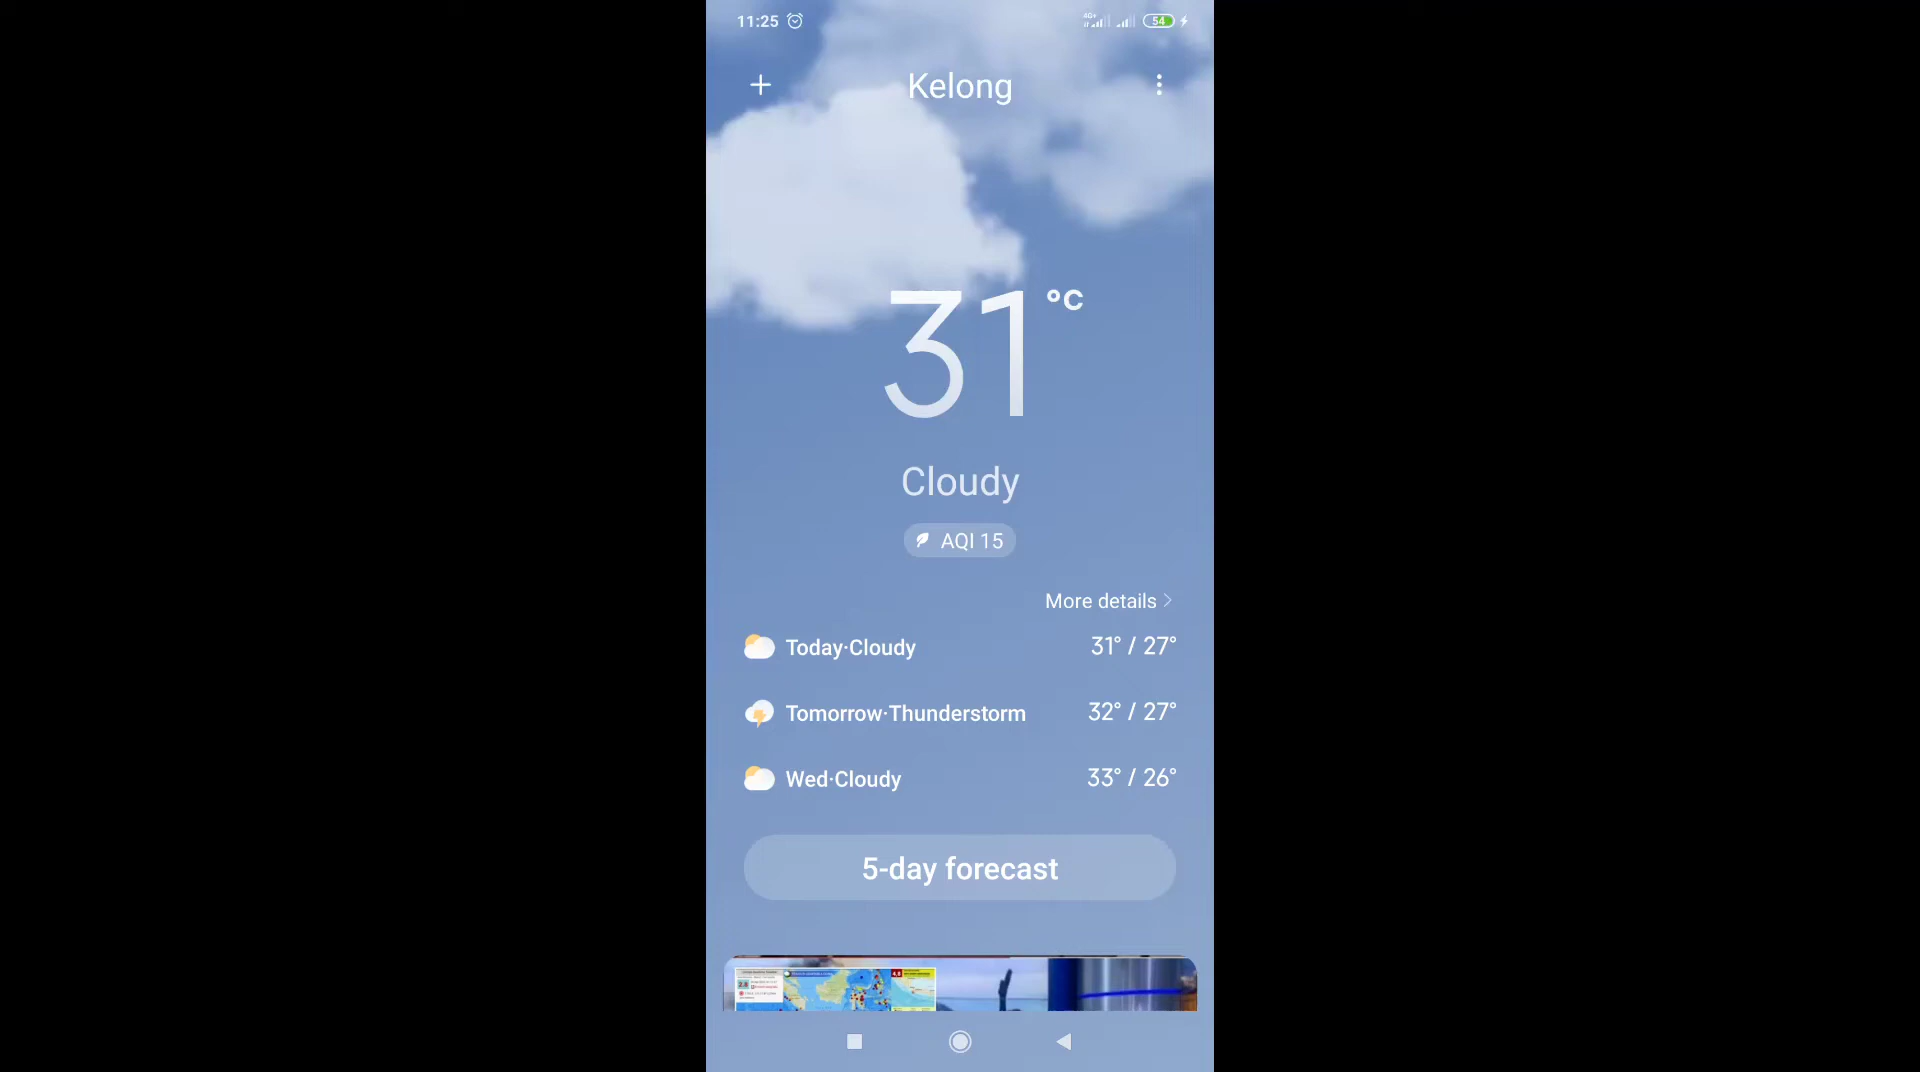 11:25
4G+
54
Kelong
31 °C
Cloudy
AQI 15
More details
Today·Cloudy 31° / 27°
Tomorrow·Thunderstorm 32° / 27°
Wed·Cloudy 33° / 26°
5-day forecast